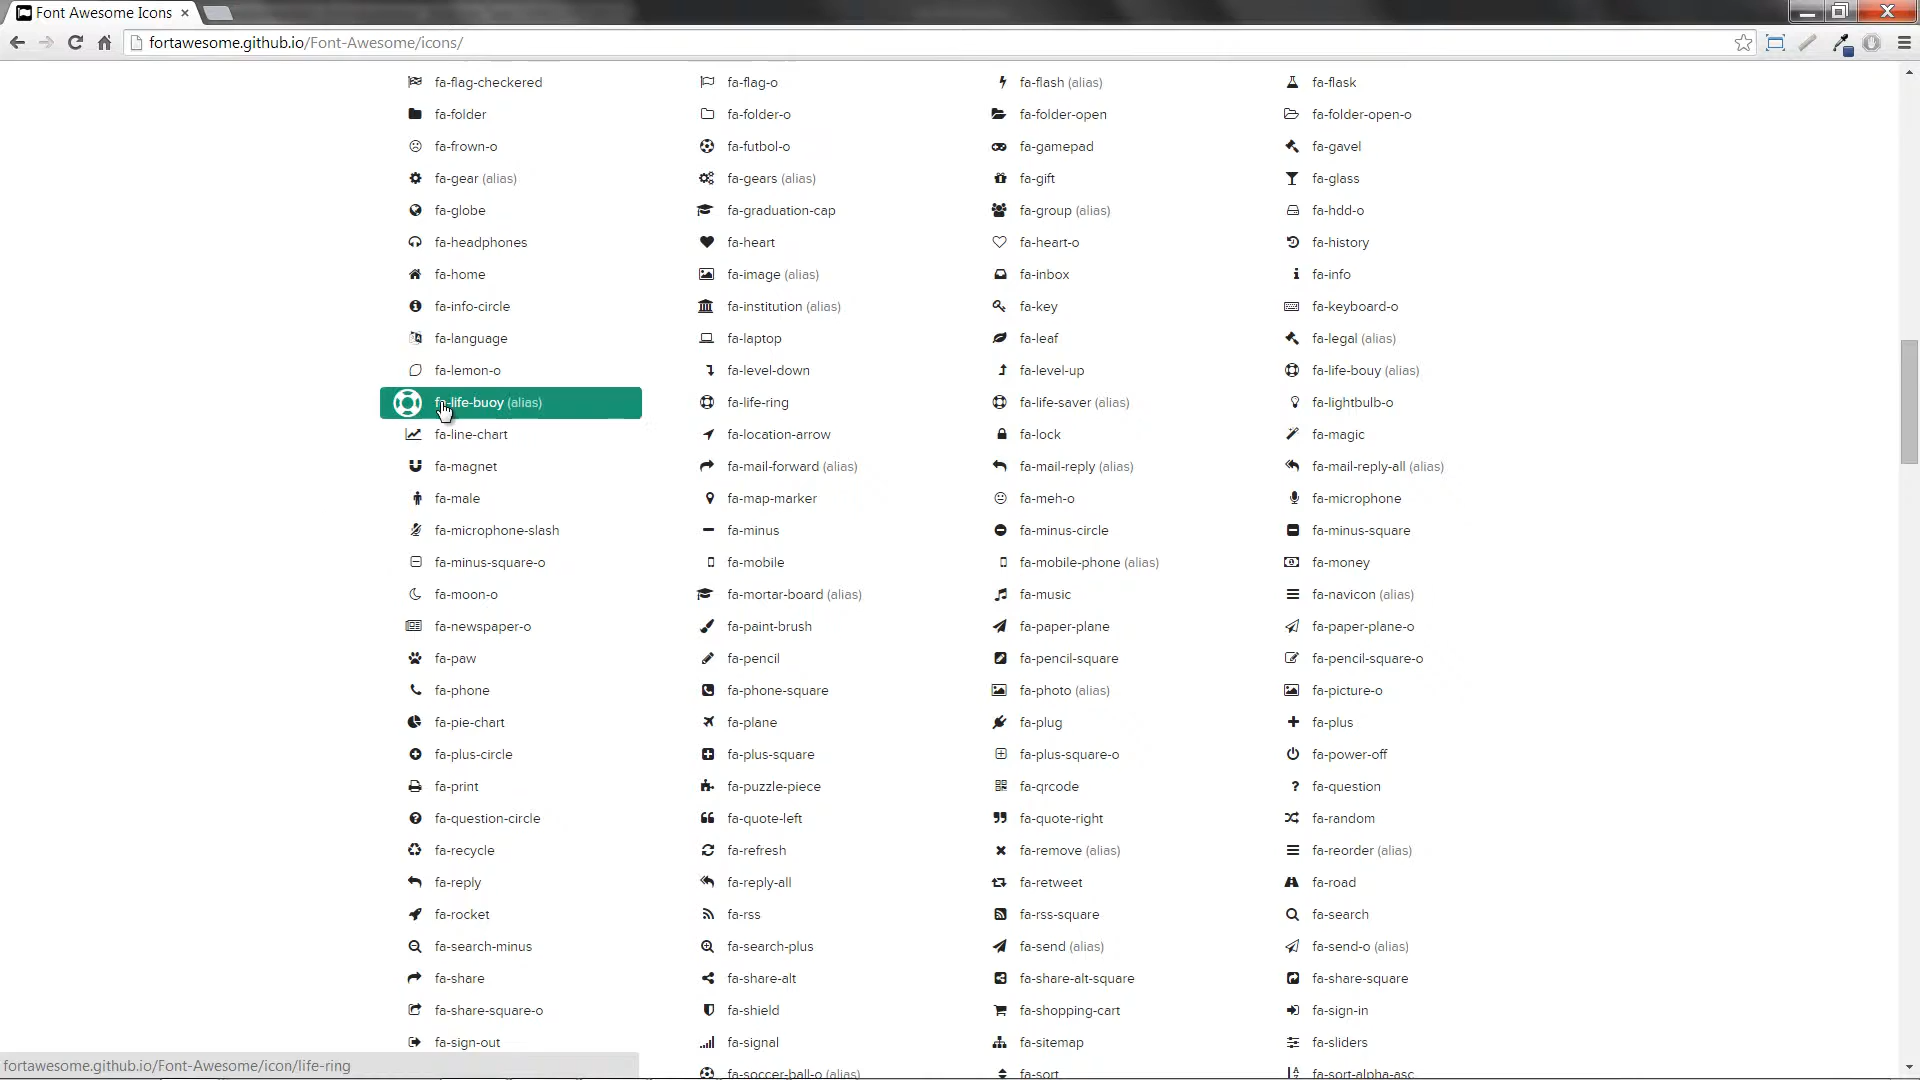 Font Awesome Icons
fortawesome.github.io/Font-Awesome/icons/
fa-flag-checkered fa-flag-o fa-flash (alias) fa-flask
fa-folder fa-folder-o fa-folder-open fa-folder-open-o
fa-frown-o fa-futbol-o fa-gamepad fa-gavel
fa-gear (alias) fa-gears (alias) fa-gift fa-glass
fa-globe fa-graduation-cap fa-group (alias) fa-hdd-o
fa-headphones fa-heart fa-heart-o fa-history
fa-home fa-image (alias) fa-inbox fa-info
fa-info-circle fa-institution (alias) fa-key fa-keyboard-o
fa-language fa-laptop fa-leaf fa-legal (alias)
fa-lemon-o fa-level-down fa-level-up fa-life-bouy (alias)
fa-life-buoy (alias) fa-life-ring fa-life-saver (alias) fa-lightbulb-o
fa-line-chart fa-location-arrow fa-lock fa-magic
fa-magnet fa-mail-forward (alias) fa-mail-reply (alias) fa-mail-reply-all (alias)
fa-male fa-map-marker fa-meh-o fa-microphone
fa-microphone-slash fa-minus fa-minus-circle fa-minus-square
fa-minus-square-o fa-mobile fa-mobile-phone (alias) fa-money
fa-moon-o fa-mortar-board (alias) fa-music fa-navicon (alias)
fa-newspaper-o fa-paint-brush fa-paper-plane fa-paper-plane-o
fa-paw fa-pencil fa-pencil-square fa-pencil-square-o
fa-phone fa-phone-square fa-photo (alias) fa-picture-o
fa-pie-chart fa-plane fa-plug fa-plus
fa-plus-circle fa-plus-square fa-plus-square-o fa-power-off
fa-print fa-puzzle-piece fa-qrcode fa-question
fa-question-circle fa-quote-left fa-quote-right fa-random
fa-recycle fa-refresh fa-remove (alias) fa-reorder (alias)
fa-reply fa-reply-all fa-retweet fa-road
fa-rocket fa-rss fa-rss-square fa-search
fa-search-minus fa-search-plus fa-send (alias) fa-send-o (alias)
fa-share fa-share-alt fa-share-alt-square fa-share-square
fa-share-square-o fa-shield fa-shopping-cart fa-sign-in
fa-sign-out fa-signal fa-sitemap fa-sliders
fa-soccer-ball-o (alias) fa-sort fa-sort-alpha-asc
fortawesome.github.io/Font-Awesome/icon/life-ring